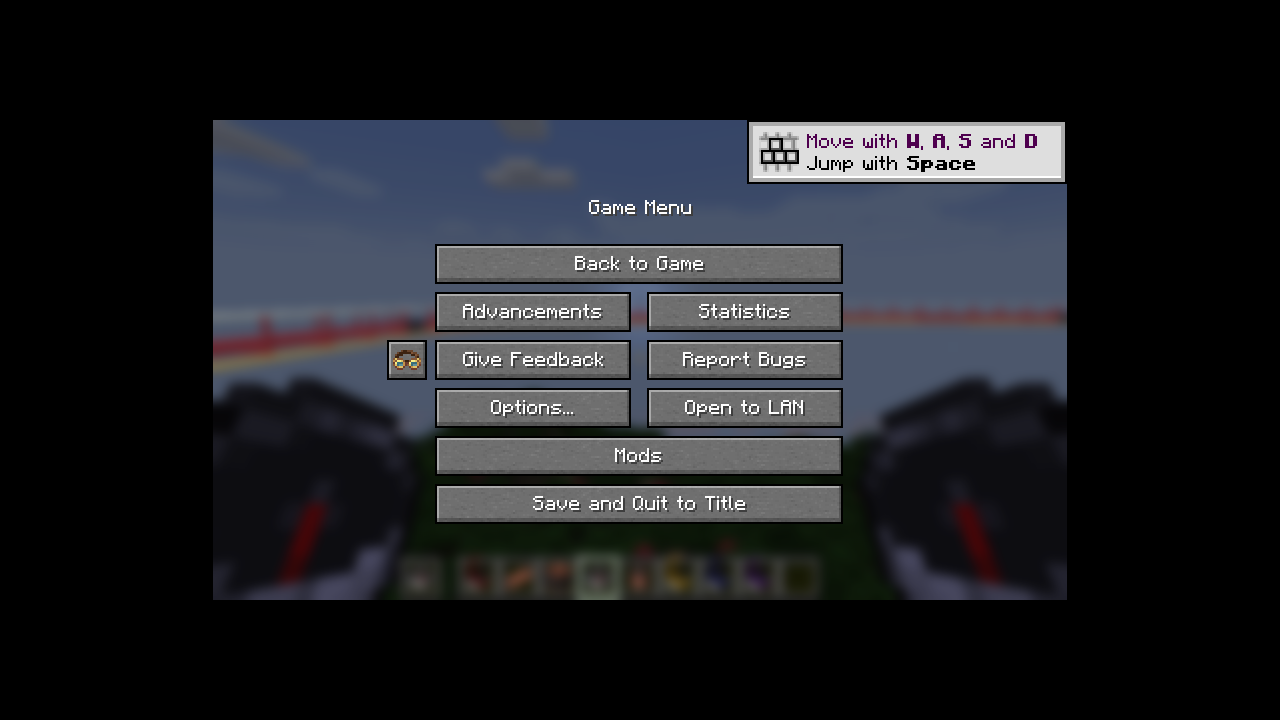 Move with W, A, S and D
Jump with Space
Game Menu
Back to Game
Advancements
Statistics
Give Feedback
Report Bugs
Options...
Open to LAN
Mods
Save and Quit to Title